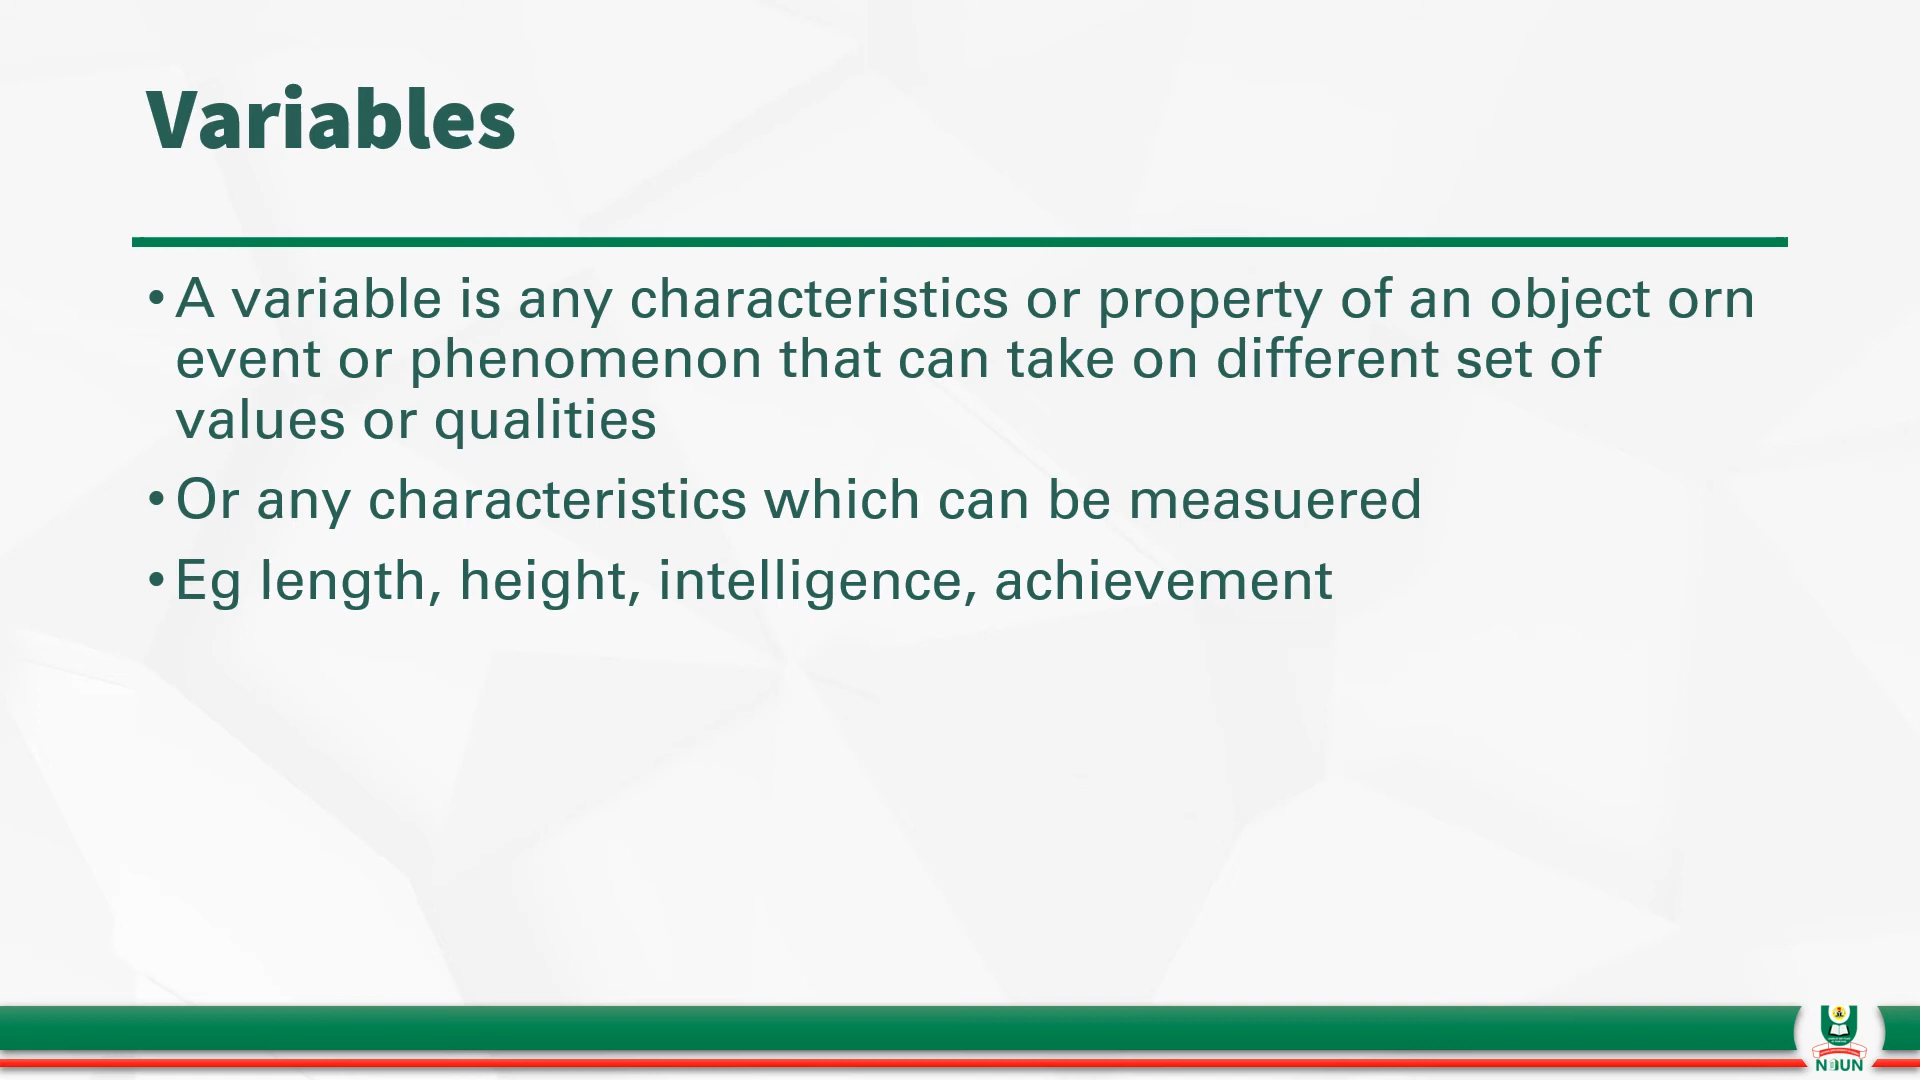 Variables
• A variable is any characteristics or property of an object orn
event or phenomenon that can take on different set of
values or qualities
• Or any characteristics which can be measuered
• Eg length, height, intelligence, achievement
NOUN